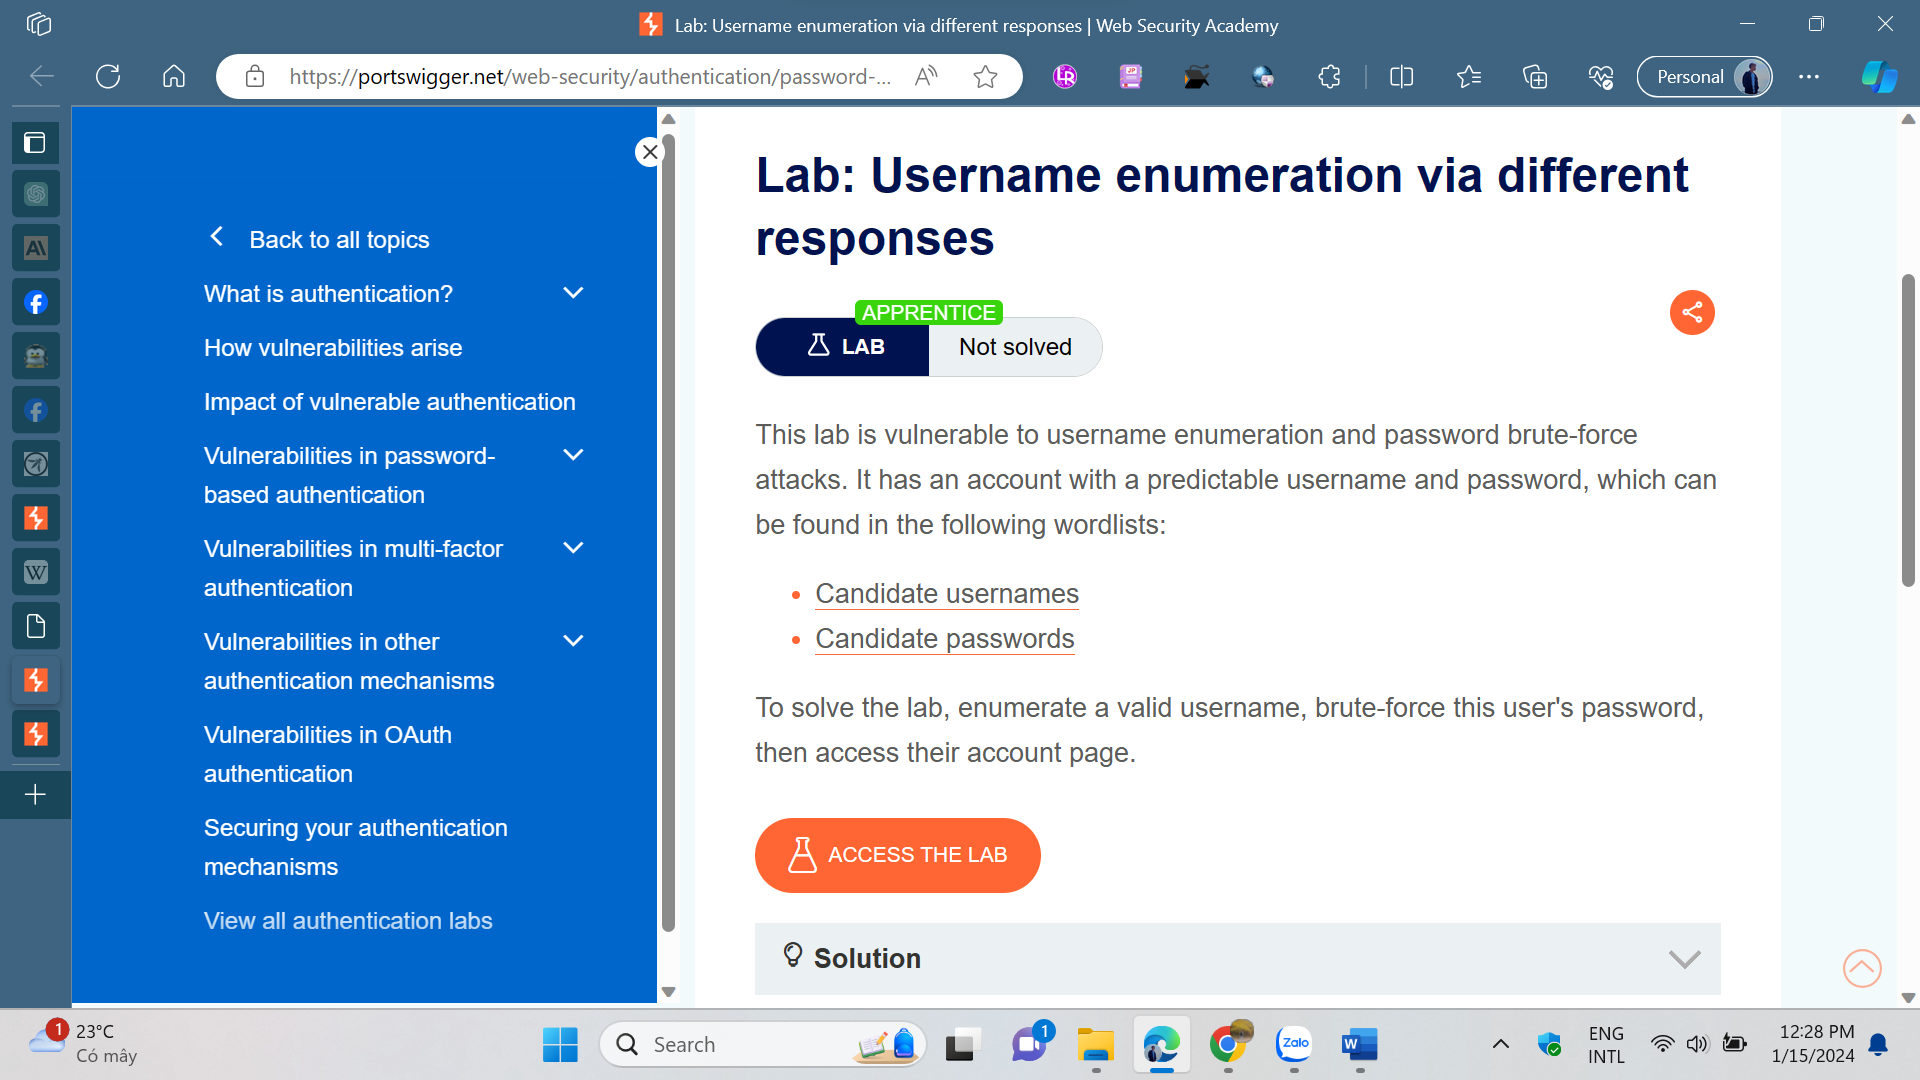 Lab: Username enumeration via different responses | Web Security Academy
https://portswigger.net/web-security/authentication/password-...
Personal
Back to all topics
What is authentication?
How vulnerabilities arise
Impact of vulnerable authentication
Vulnerabilities in password-
based authentication
Vulnerabilities in multi-factor
authentication
Vulnerabilities in other
authentication mechanisms
Vulnerabilities in OAuth
authentication
Securing your authentication
mechanisms
View all authentication labs
Lab: Username enumeration via different
responses
APPRENTICE
LAB
Not solved
This lab is vulnerable to username enumeration and password brute-force
attacks. It has an account with a predictable username and password, which can
be found in the following wordlists:
Candidate usernames
Candidate passwords
To solve the lab, enumerate a valid username, brute-force this user's password,
then access their account page.
ACCESS THE LAB
Solution
1
23°C
Có mây
Search
1
Zalo
W
ENG
INTL
12:28 PM
1/15/2024